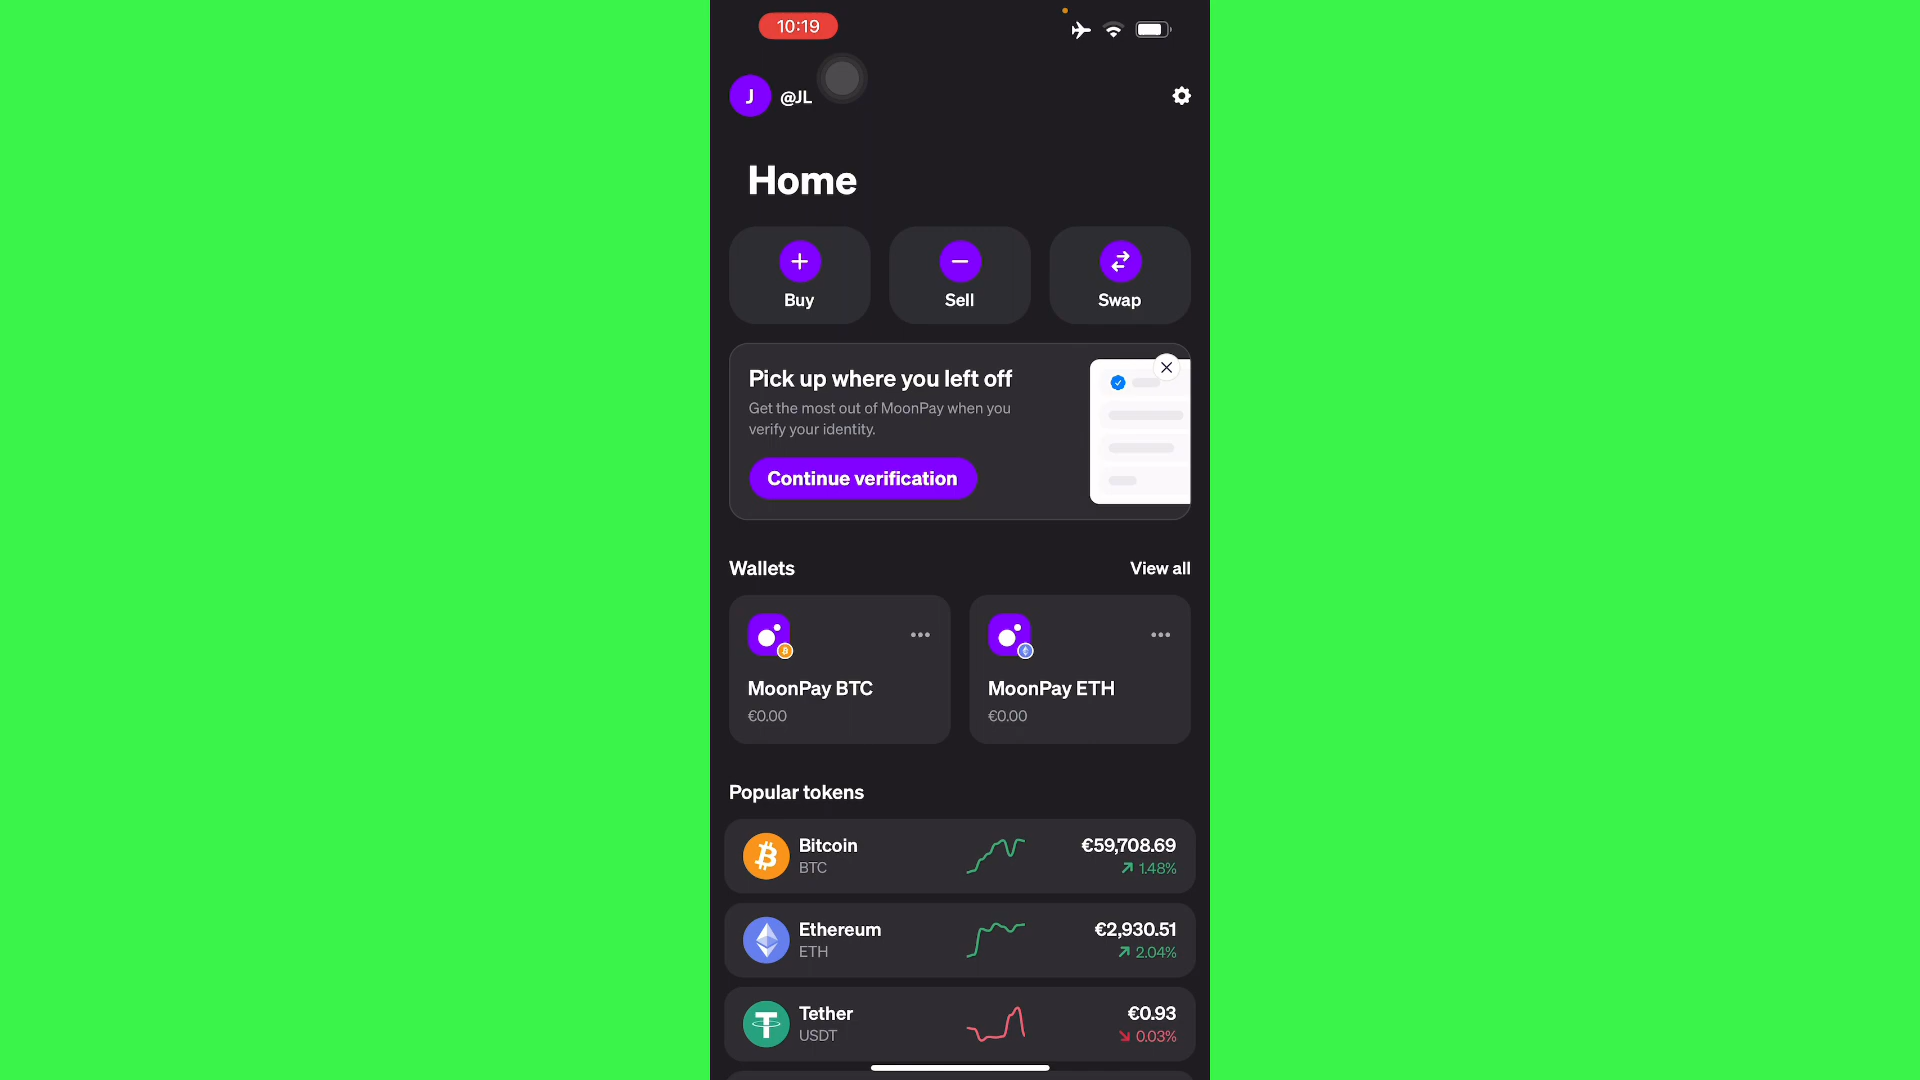 10:19
J @JL
Home
Buy Sell Swap
Pick up where you left off
Get the most out of MoonPay when you
verify your identity.
Continue verification
Wallets View all
MoonPay BTC
€0.00
MoonPay ETH
€0.00
Popular tokens
Bitcoin €59,708.69
BTC 1.48%
Ethereum €2,930.51
ETH 2.04%
Tether €0.93
USDT 0.03%